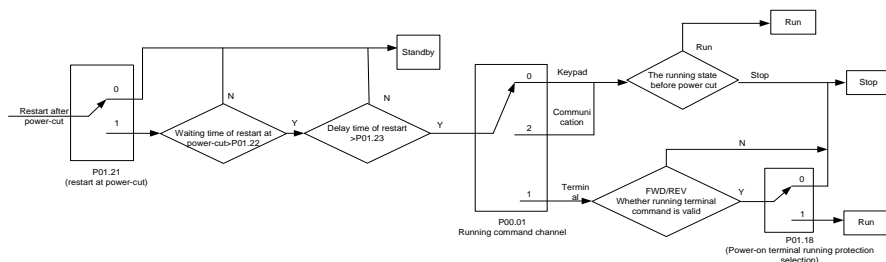 Restart after
power-cut
0
1
P01.21
(restart at power-cut)
N
Waiting time of restart at
power-cut>P01.22
Y
N
Delay time of restart
>P01.23
Y
Standby
0
2
1
P00.01
Running command channel
Keypad
Communi
cation
Termin
al
Run
The running state
before power cut
Stop
Run
Stop
N
FWD/REV
Whether running terminal
command is valid
Y
0
1
P01.18
(Power-on terminal running protection
selection)
Run